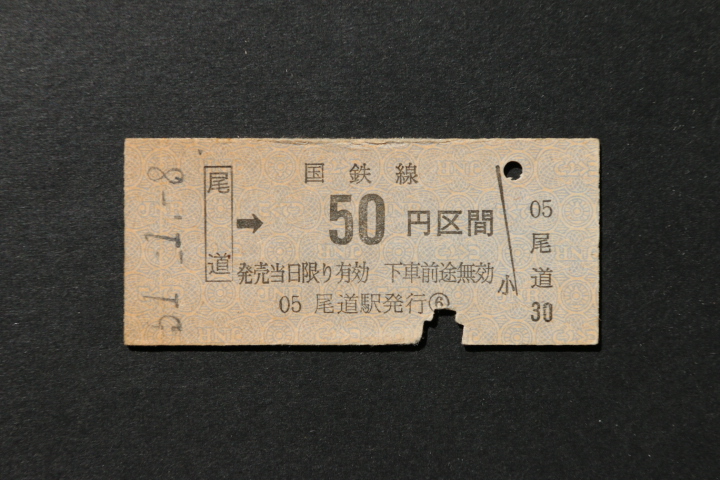 51.-1.-8
国鉄線
尾道
➡ 50円区間
発売当日限り有効 下車前途無効
05 尾道駅発行⑥
小
05
尾道
30